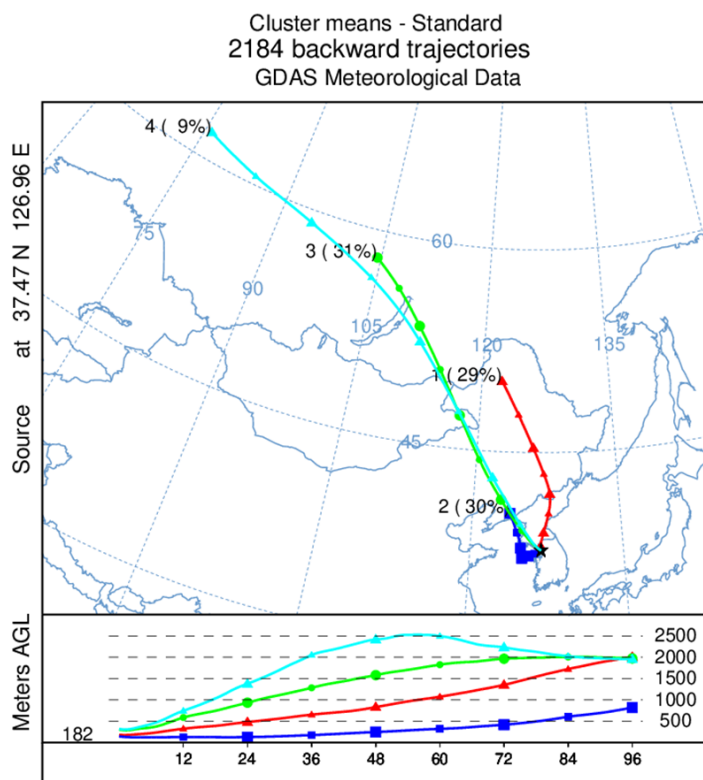 Cluster means - Standard
2184 backward trajectories
GDAS Meteorological Data
Source at 37.47 N 126.96 E
4 ( 9%)
75
3 ( 31%)
60
90
105
120
135
1 ( 29%)
45
2 ( 30%)
Meters AGL
2500
2000
1500
1000
500
182
12 24 36 48 60 72 84 96